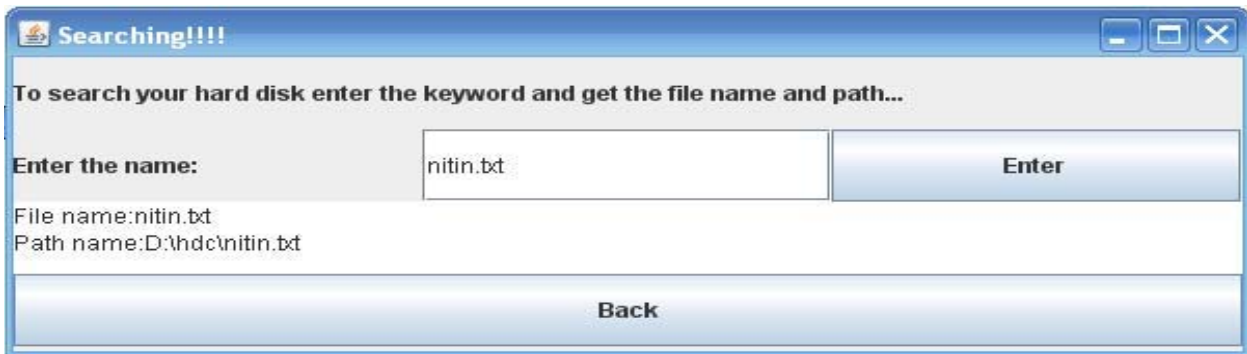 Searching!!!!
To search your hard disk enter the keyword and get the file name and path...
Enter the name:
nitin.txt
Enter
File name:nitin.txt
Path name:D:\hdc\nitin.txt
Back